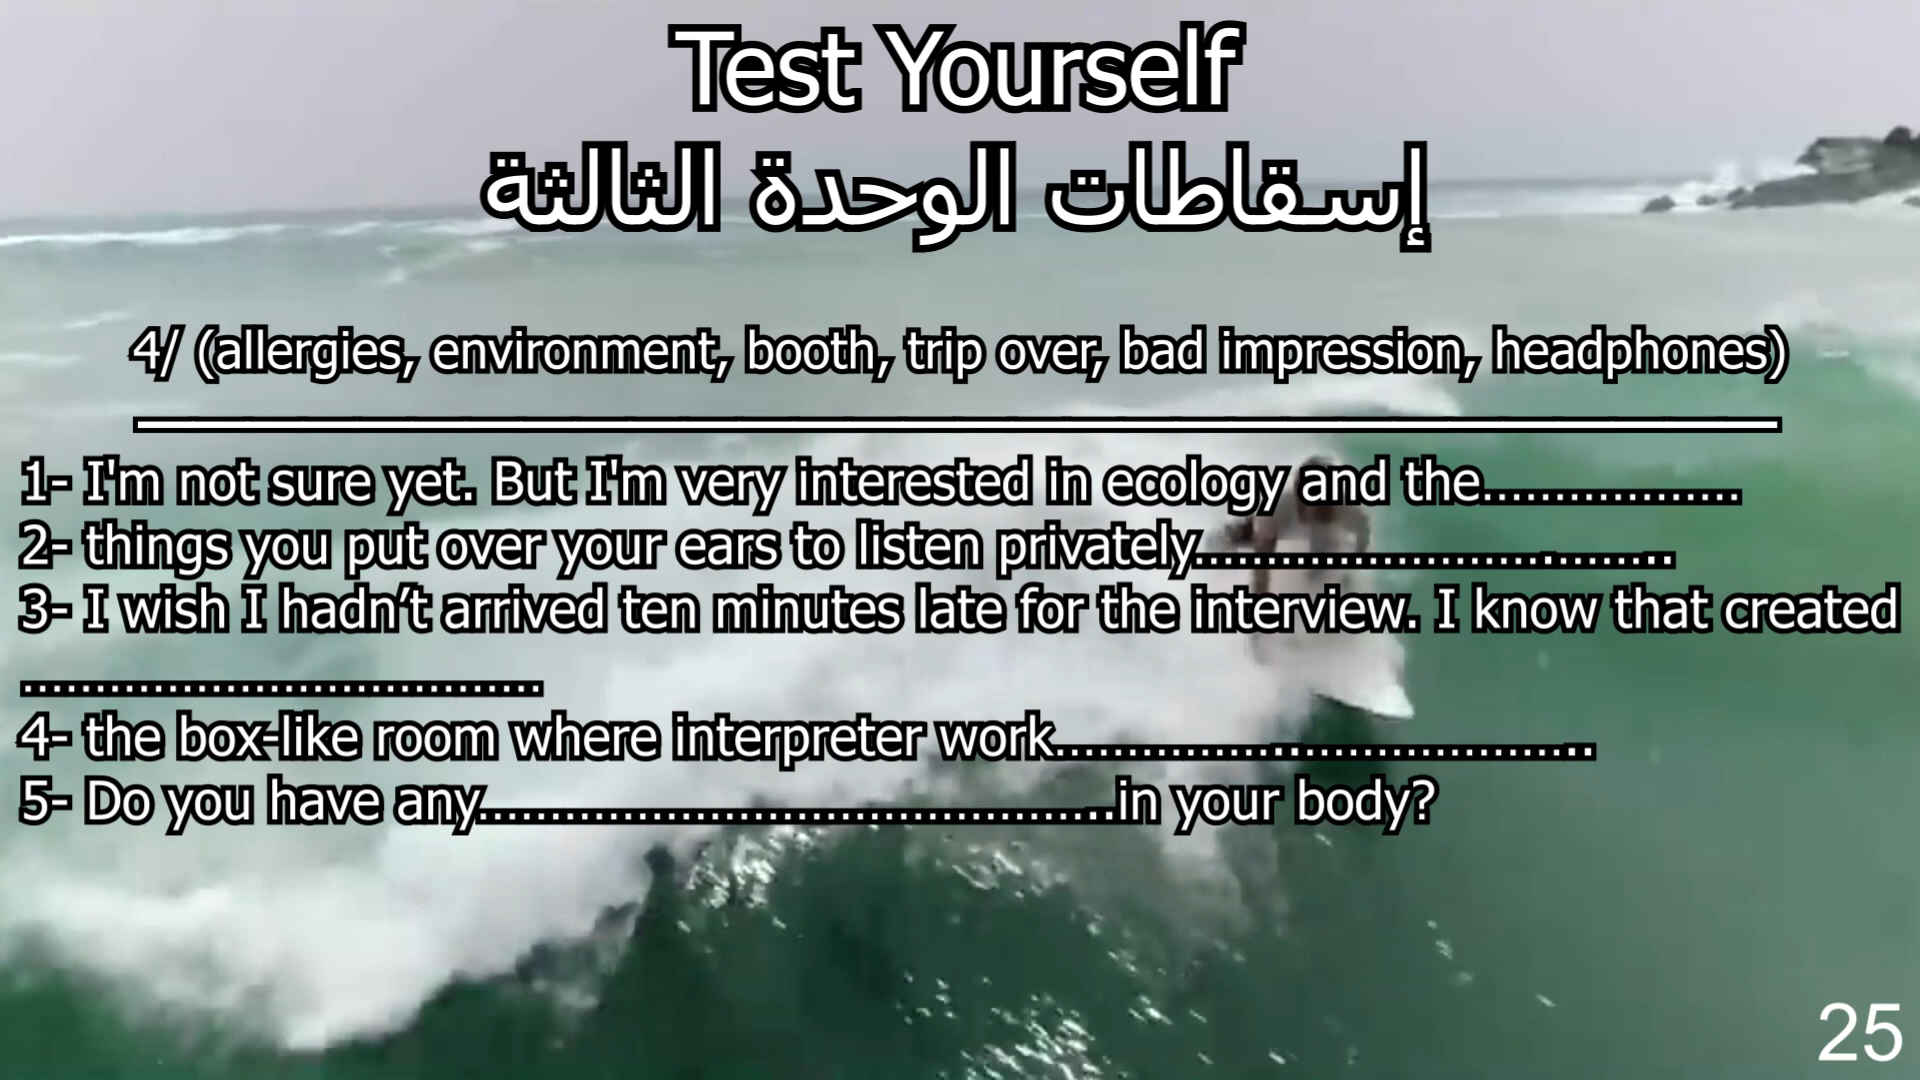 Test Yourself
إسقاطات الوحدة الثالثة
4/ (allergies, environment, booth, trip over, bad impression, headphones)
1- I'm not sure yet. But I'm very interested in ecology and the..................
2- things you put over your ears to listen privately.................................
3- I wish I hadn’t arrived ten minutes late for the interview. I know that created
....................................
4- the box-like room where interpreter work.....................................
5- Do you have any............................................in your body?
25